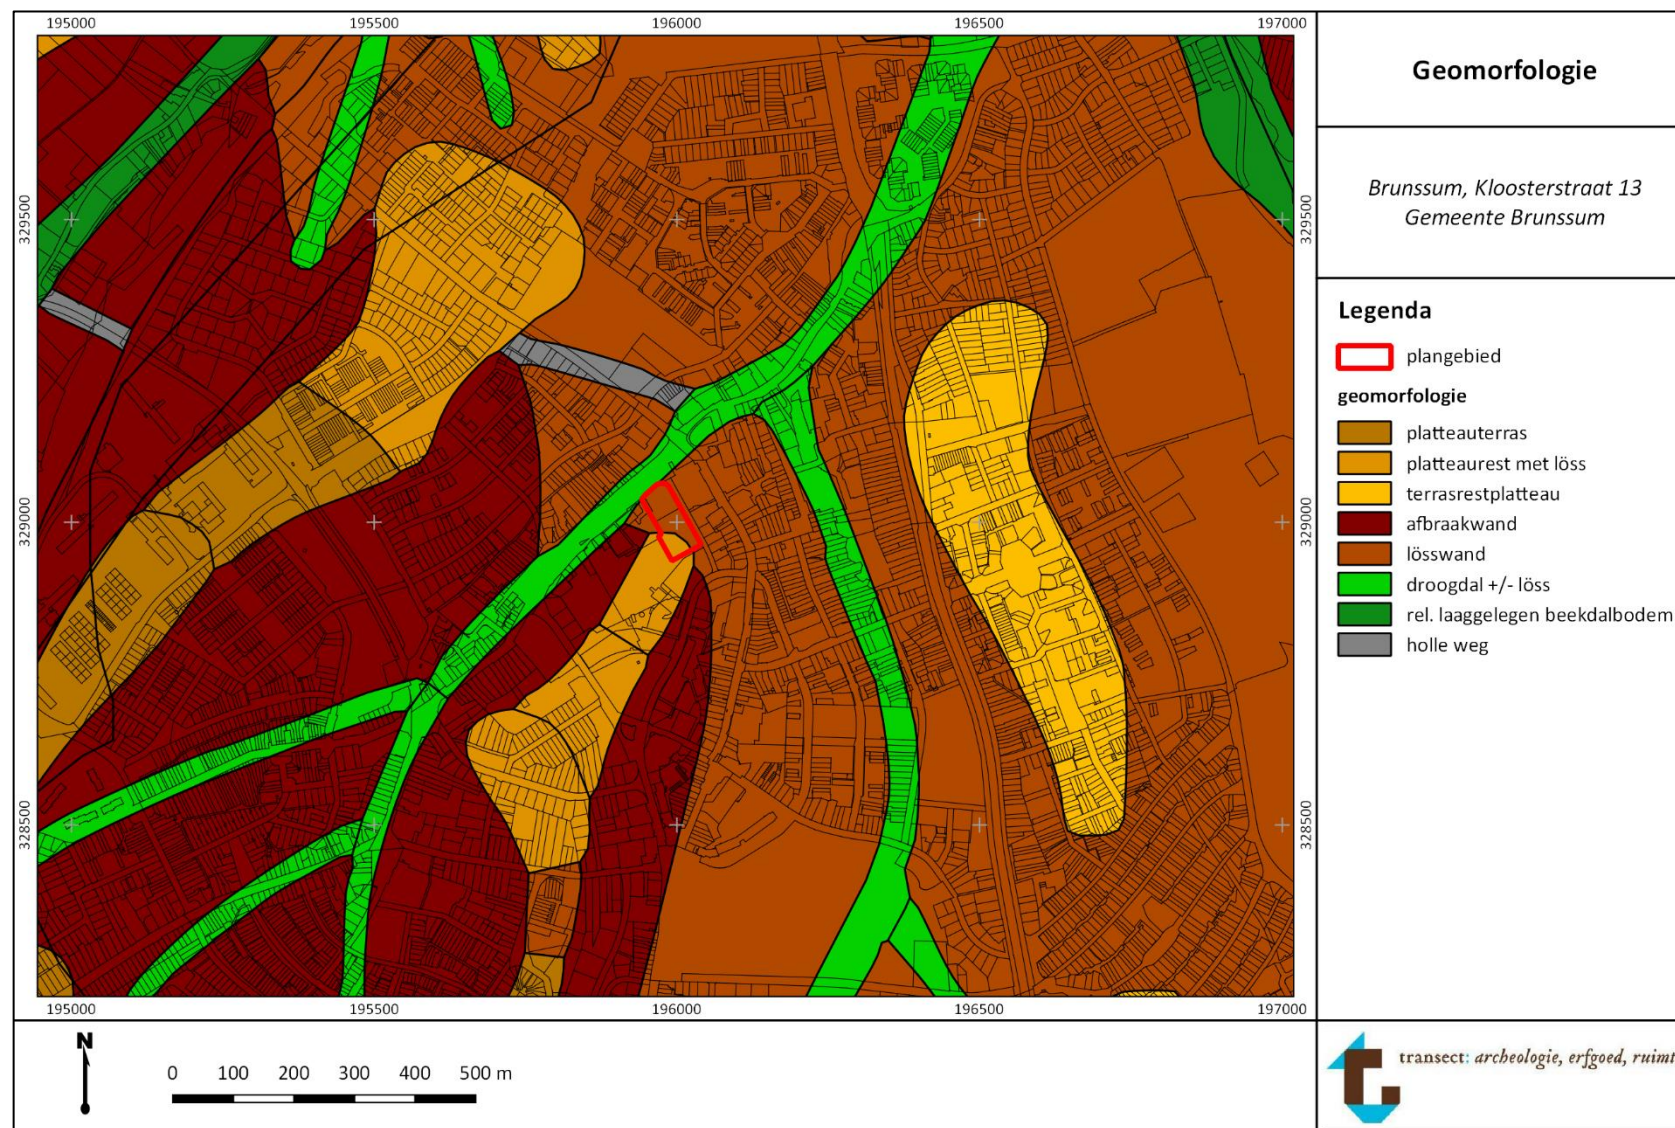 195000 195500 196000 196500 197000
329500 329500
329000 329000
328500 328500
195000 195500 196000 196500 197000
N
0 100 200 300 400 500 m
Geomorfologie
Brunssum, Kloosterstraat 13
Gemeente Brunssum
Legenda
plangebied
geomorfologie
platteauterras
platteaurest met löss
terrasrestplatteau
afbraakwand
lösswand
droogdal +/- löss
rel. laaggelegen beekdalbodem
holle weg
transect: archeologie, erfgoed, ruimt